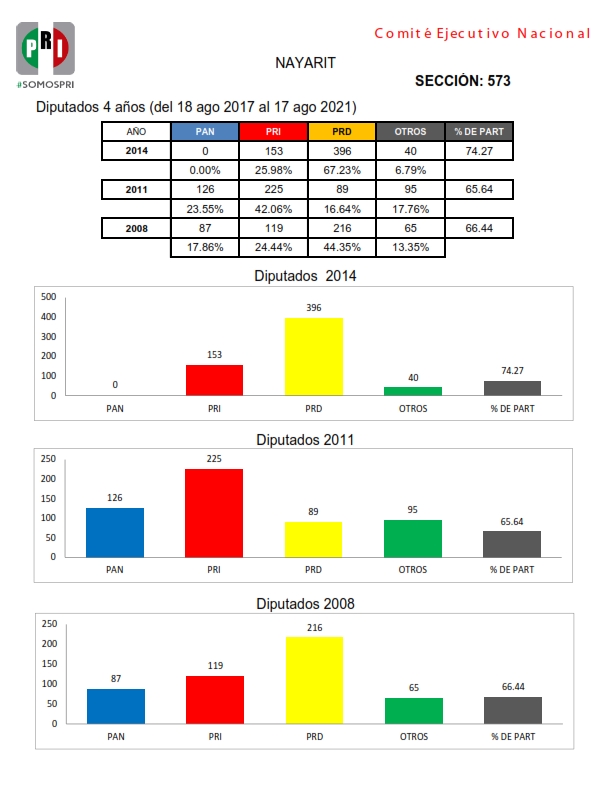 PRI
#SOMOSPRI
Comité Ejecutivo Nacional
NAYARIT
SECCIÓN: 573
Diputados 4 años (del 18 ago 2017 al 17 ago 2021)
AÑO PAN PRI PRD OTROS % DE PART
2014 0 153 396 40 74.27
0.00% 25.98% 67.23% 6.79%
2011 126 225 89 95 65.64
23.55% 42.06% 16.64% 17.76%
2008 87 119 216 65 66.44
17.86% 24.44% 44.35% 13.35%
Diputados 2014
500
400
300
200
100
0
0 153 396 40 74.27
PAN PRI PRD OTROS % DE PART
Diputados 2011
250
200
150
100
50
0
126 225 89 95 65.64
PAN PRI PRD OTROS % DE PART
Diputados 2008
250
200
150
100
50
0
87 119 216 65 66.44
PAN PRI PRD OTROS % DE PART